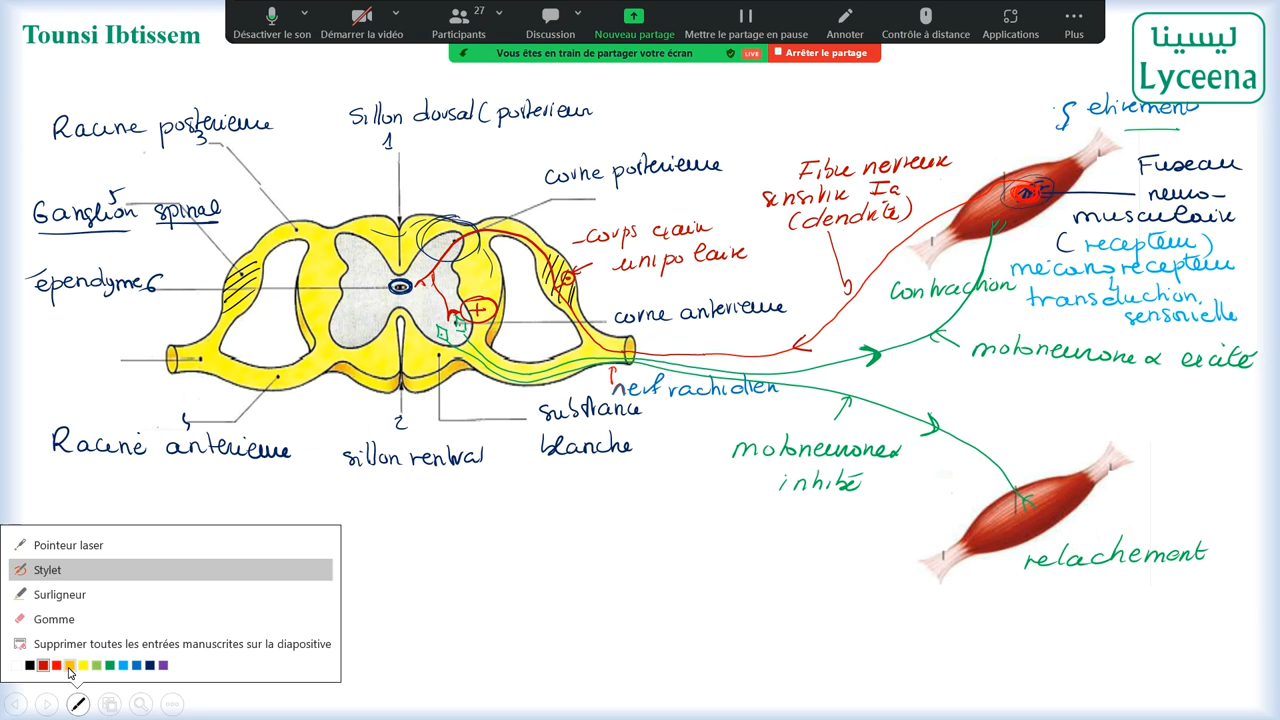 Tounsi Ibtissem
27
Désactiver le son
Démarrer la vidéo
Participants
Discussion
Nouveau partage
Mettre le partage en pause
Annoter
Contrôle à distance
Applications
Plus
Vous êtes en train de partager votre écran
LIVE
Arrêter le partage
ليسينا
Lyceena
Racine posterieure
3
sillon dorsal ( posterieur
1
corne posterieure
Fibre nerveuse
sensitive Ia
(dendrite)
etirement
Fuseau
neuro-
musculaire
( recepteur )
mécanorecepteur
transduction
sensorielle
5
Ganglion spinal
- corps
unipolaire
épendyme 6
+
corne anterieure
contraction
motoneurone α excité
nerf rachidien
substance
blanche
4
Racine anterieure
2
sillon ventral
motoneurone α
inhibé
relachement
Pointeur laser
Stylet
Surligneur
Gomme
Supprimer toutes les entrées manuscrites sur la diapositive